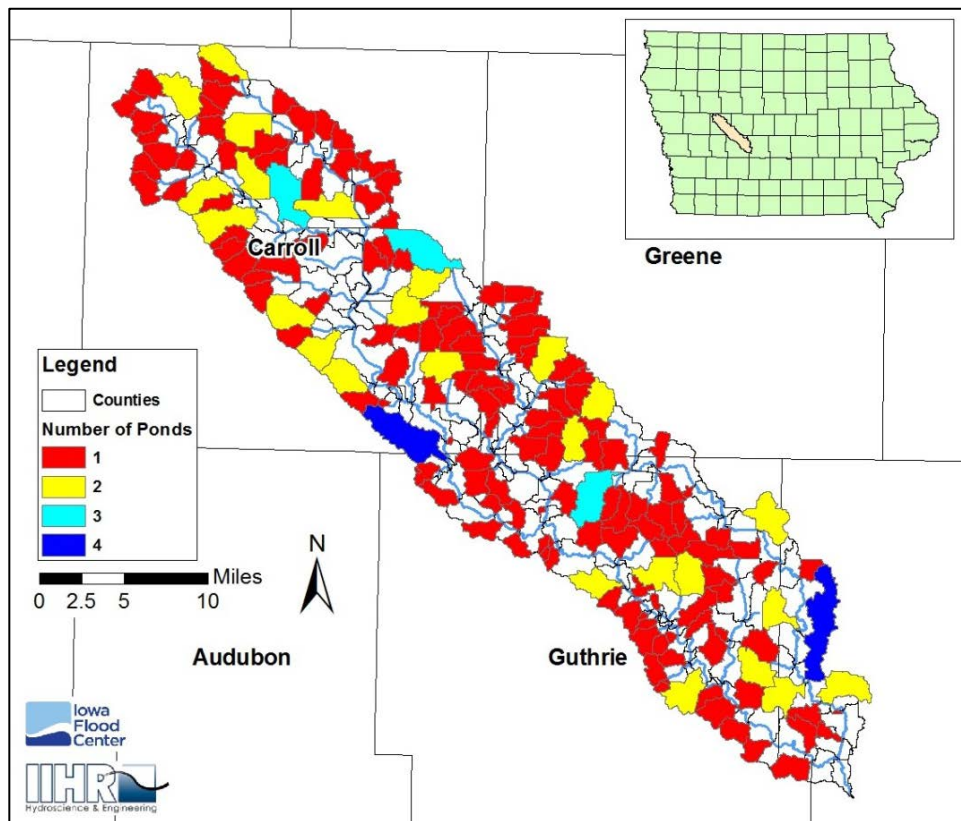 Carroll
Greene
Legend
Counties
Number of Ponds
1
2
3
4
Miles
0 2.5 5 10
N
Audubon
Guthrie
Iowa
Flood
Center
IIHR
Hydroscience & Engineering